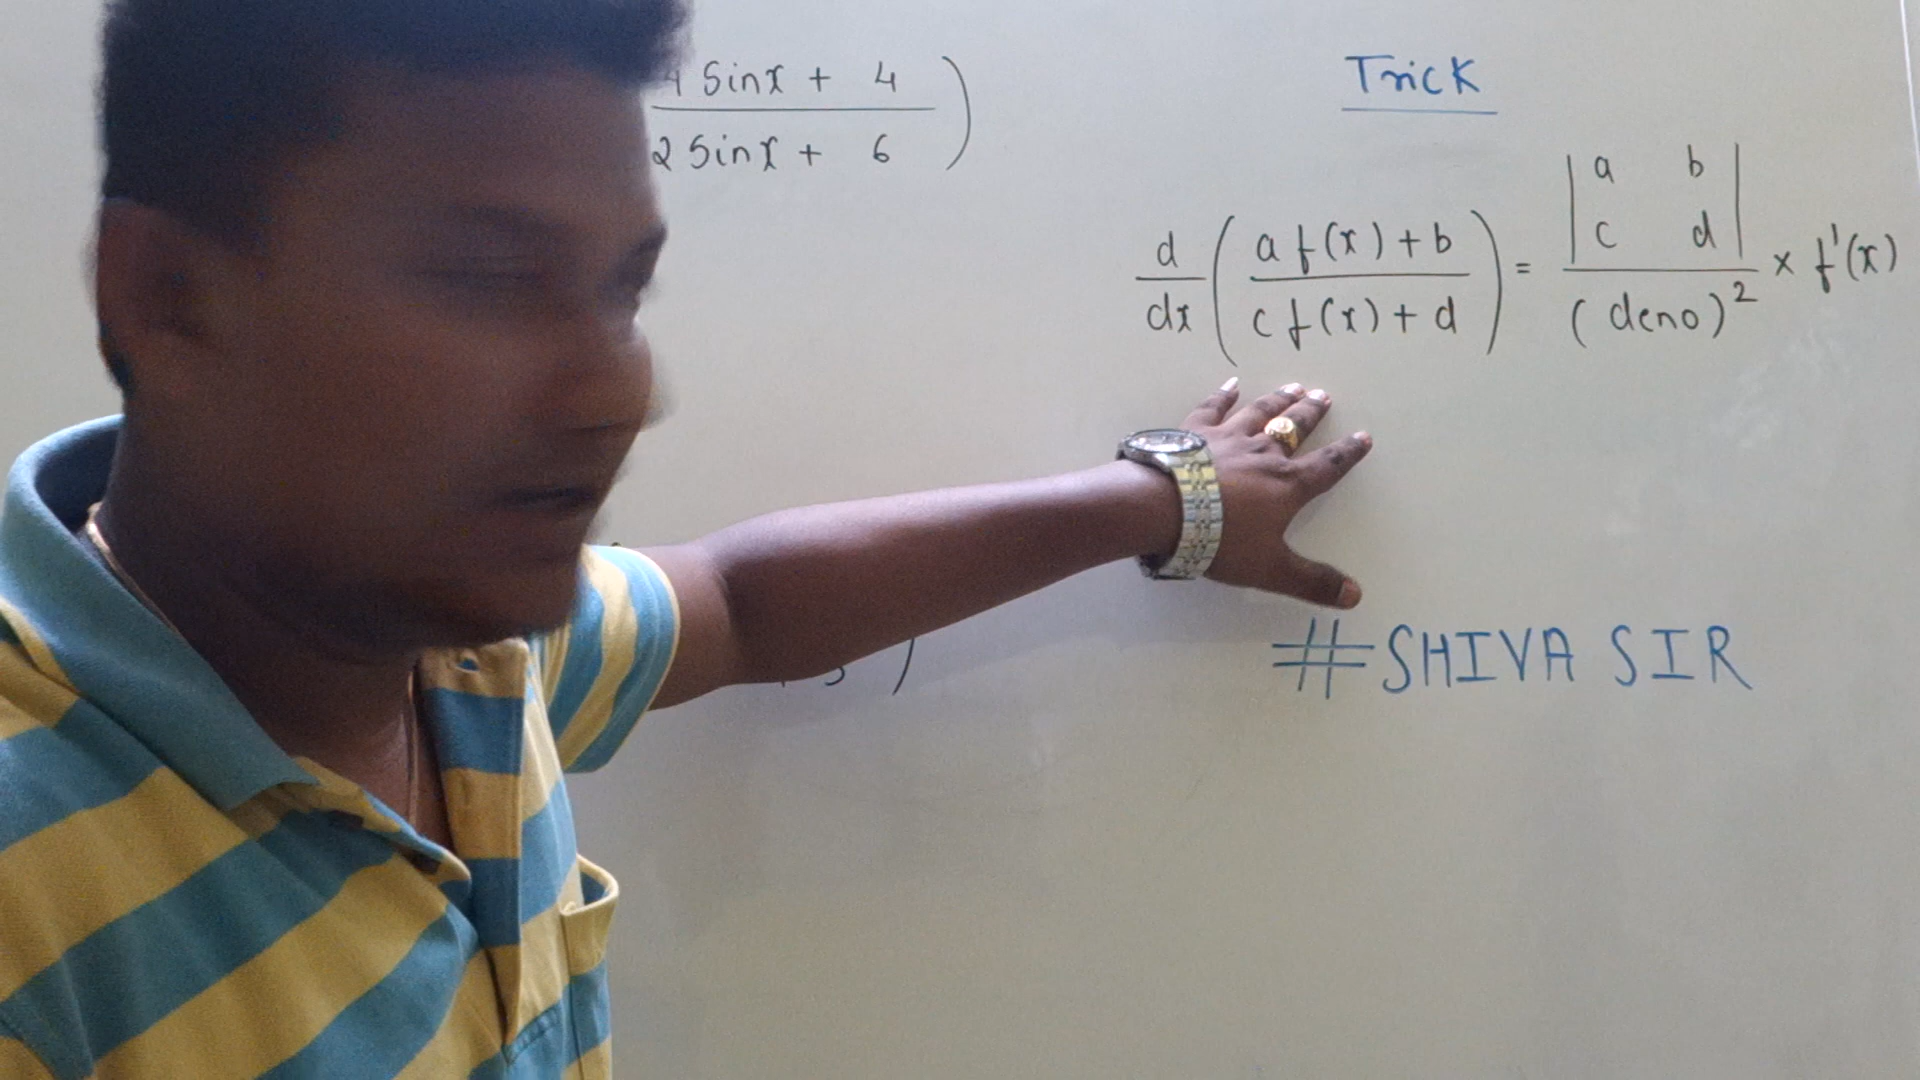 4 Sinx + 4
2 Sinx + 6
Trick
d/dx ( a f(x) + b / c f(x) + d ) = | a b c d | / ( deno )² × f'(x)
#SHIVA SIR